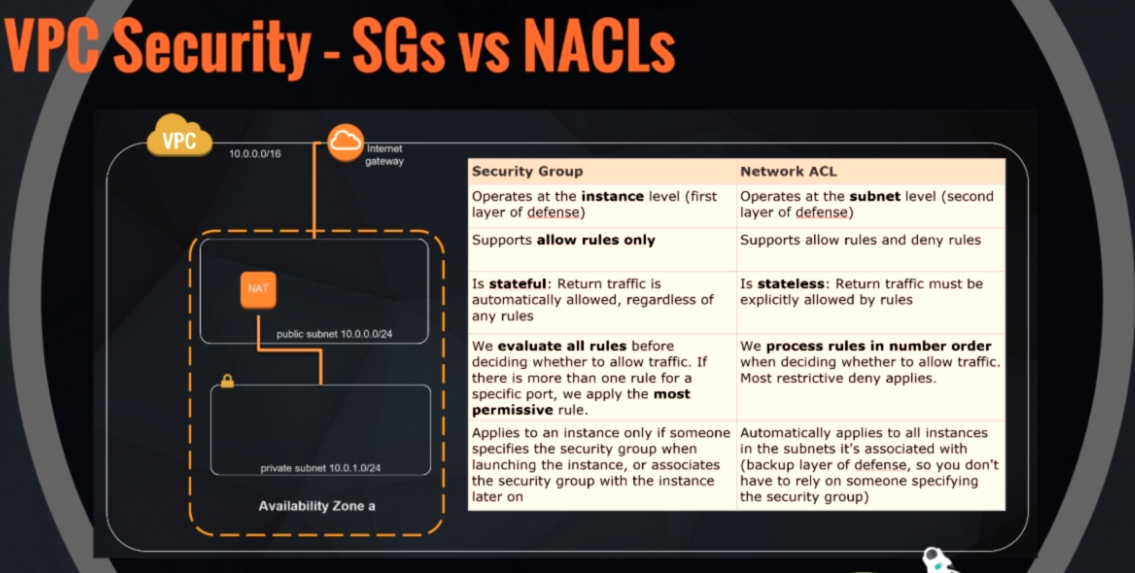 VPC Security - SGs vs NACLs
VPC
10.0.0.0/16
Internet
gateway
NAT
public subnet 10.0.0.0/24
private subnet 10.0.1.0/24
Availability Zone a
Security Group
Network ACL
Operates at the instance level (first
layer of defense)
Operates at the subnet level (second
layer of defense)
Supports allow rules only
Supports allow rules and deny rules
Is stateful: Return traffic is
automatically allowed, regardless of
any rules
Is stateless: Return traffic must be
explicitly allowed by rules
We evaluate all rules before
deciding whether to allow traffic. If
there is more than one rule for a
specific port, we apply the most
permissive rule.
We process rules in number order
when deciding whether to allow traffic.
Most restrictive deny applies.
Applies to an instance only if someone
specifies the security group when
launching the instance, or associates
the security group with the instance
later on
Automatically applies to all instances
in the subnets it's associated with
(backup layer of defense, so you don't
have to rely on someone specifying
the security group)